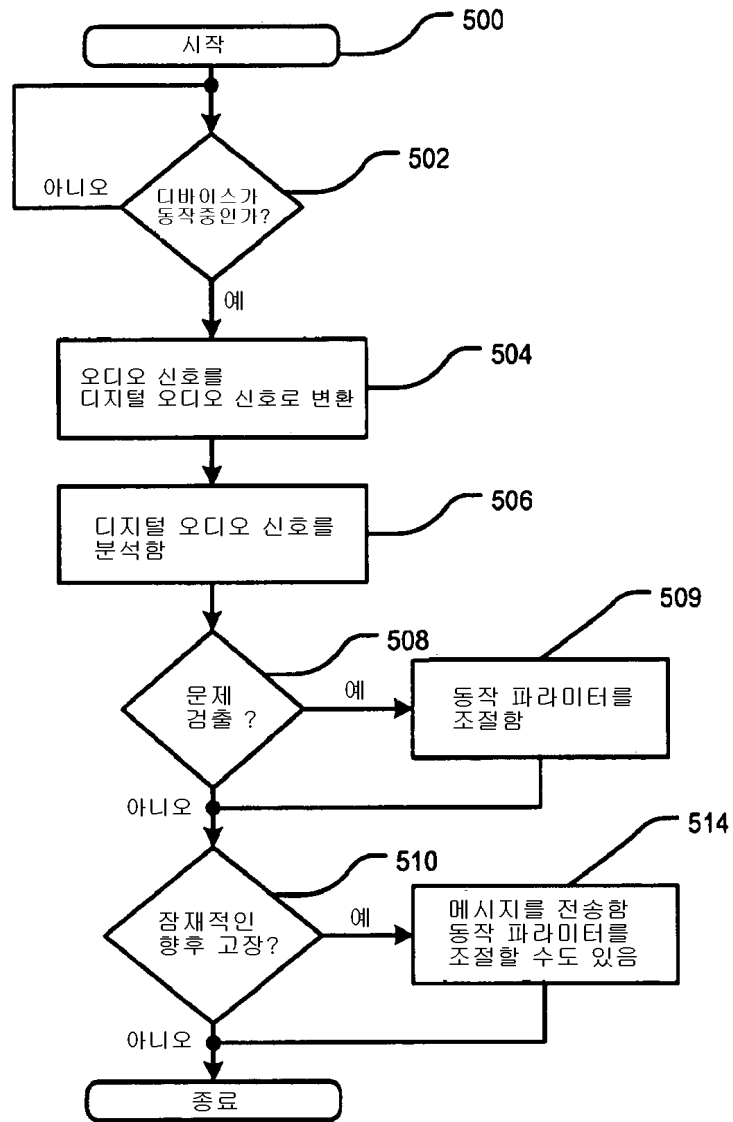 시작
500
502
아니오
디바이스가
동작중인가?
예
504
오디오 신호를
디지털 오디오 신호로 변환
506
디지털 오디오 신호를
분석함
508
509
문제
검출 ?
예
동작 파라미터를
조절함
아니오
510
514
잠재적인
향후 고장?
예
메시지를 전송함
동작 파라미터를
조절할 수도 있음
아니오
종료